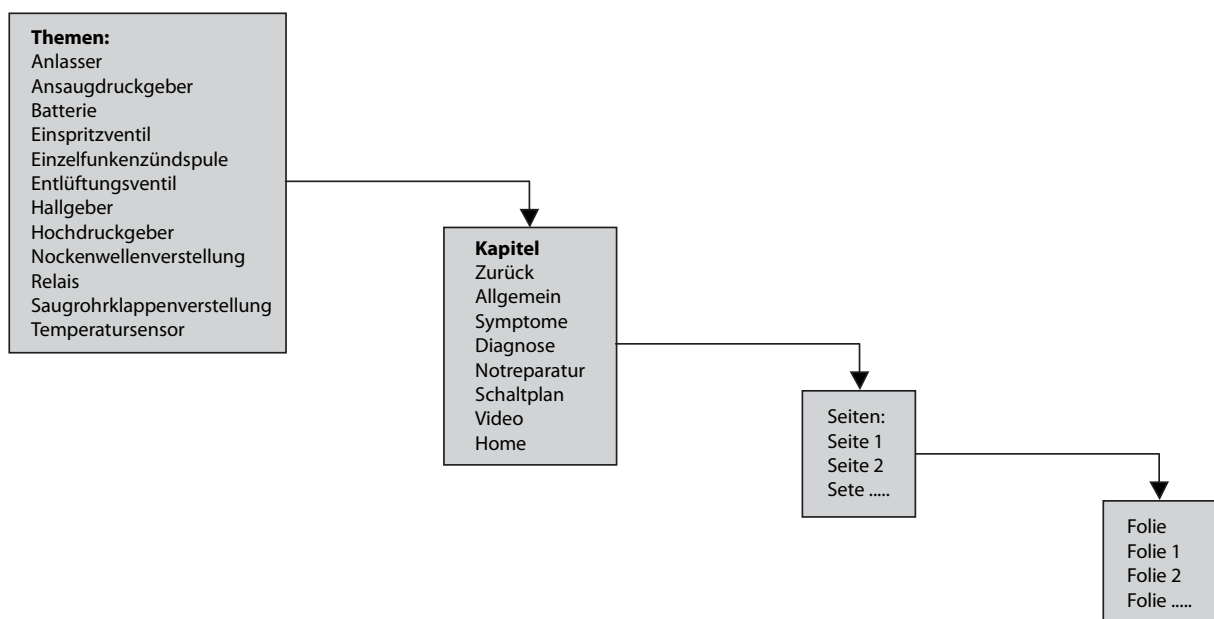 Themen:
Anlasser
Ansaugdruckgeber
Batterie
Einspritzventil
Einzelfunkenzündspule
Entlüftungsventil
Hallgeber
Hochdruckgeber
Nockenwellenverstellung
Relais
Saugrohrklappenverstellung
Temperatursensor
Kapitel
Zurück
Allgemein
Symptome
Diagnose
Notreparatur
Schaltplan
Video
Home
Seiten:
Seite 1
Seite 2
Sete .....
Folie
Folie 1
Folie 2
Folie .....